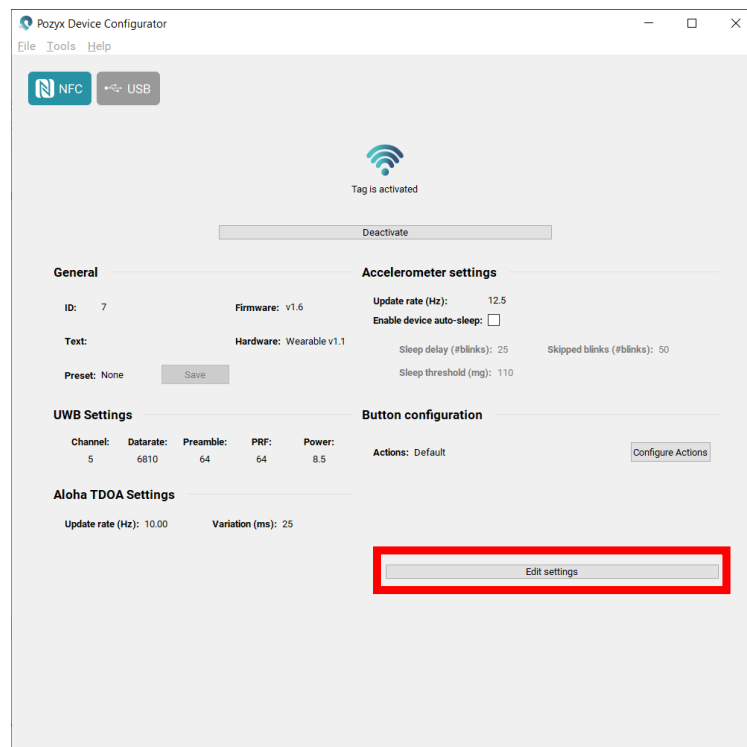 Pozyx Device Configurator
File Tools Help
NFC USB
Tag is activated
Deactivate
General
ID: 7 Firmware: v1.6
Text: Hardware: Wearable v1.1
Preset: None Save
Accelerometer settings
Update rate (Hz): 12.5
Enable device auto-sleep:
Sleep delay (#blinks): 25 Skipped blinks (#blinks): 50
Sleep threshold (mg): 110
UWB Settings
Channel: Datarate: Preamble: PRF: Power:
5 6810 64 64 8.5
Button configuration
Actions: Default Configure Actions
Aloha TDOA Settings
Update rate (Hz): 10.00 Variation (ms): 25
Edit settings